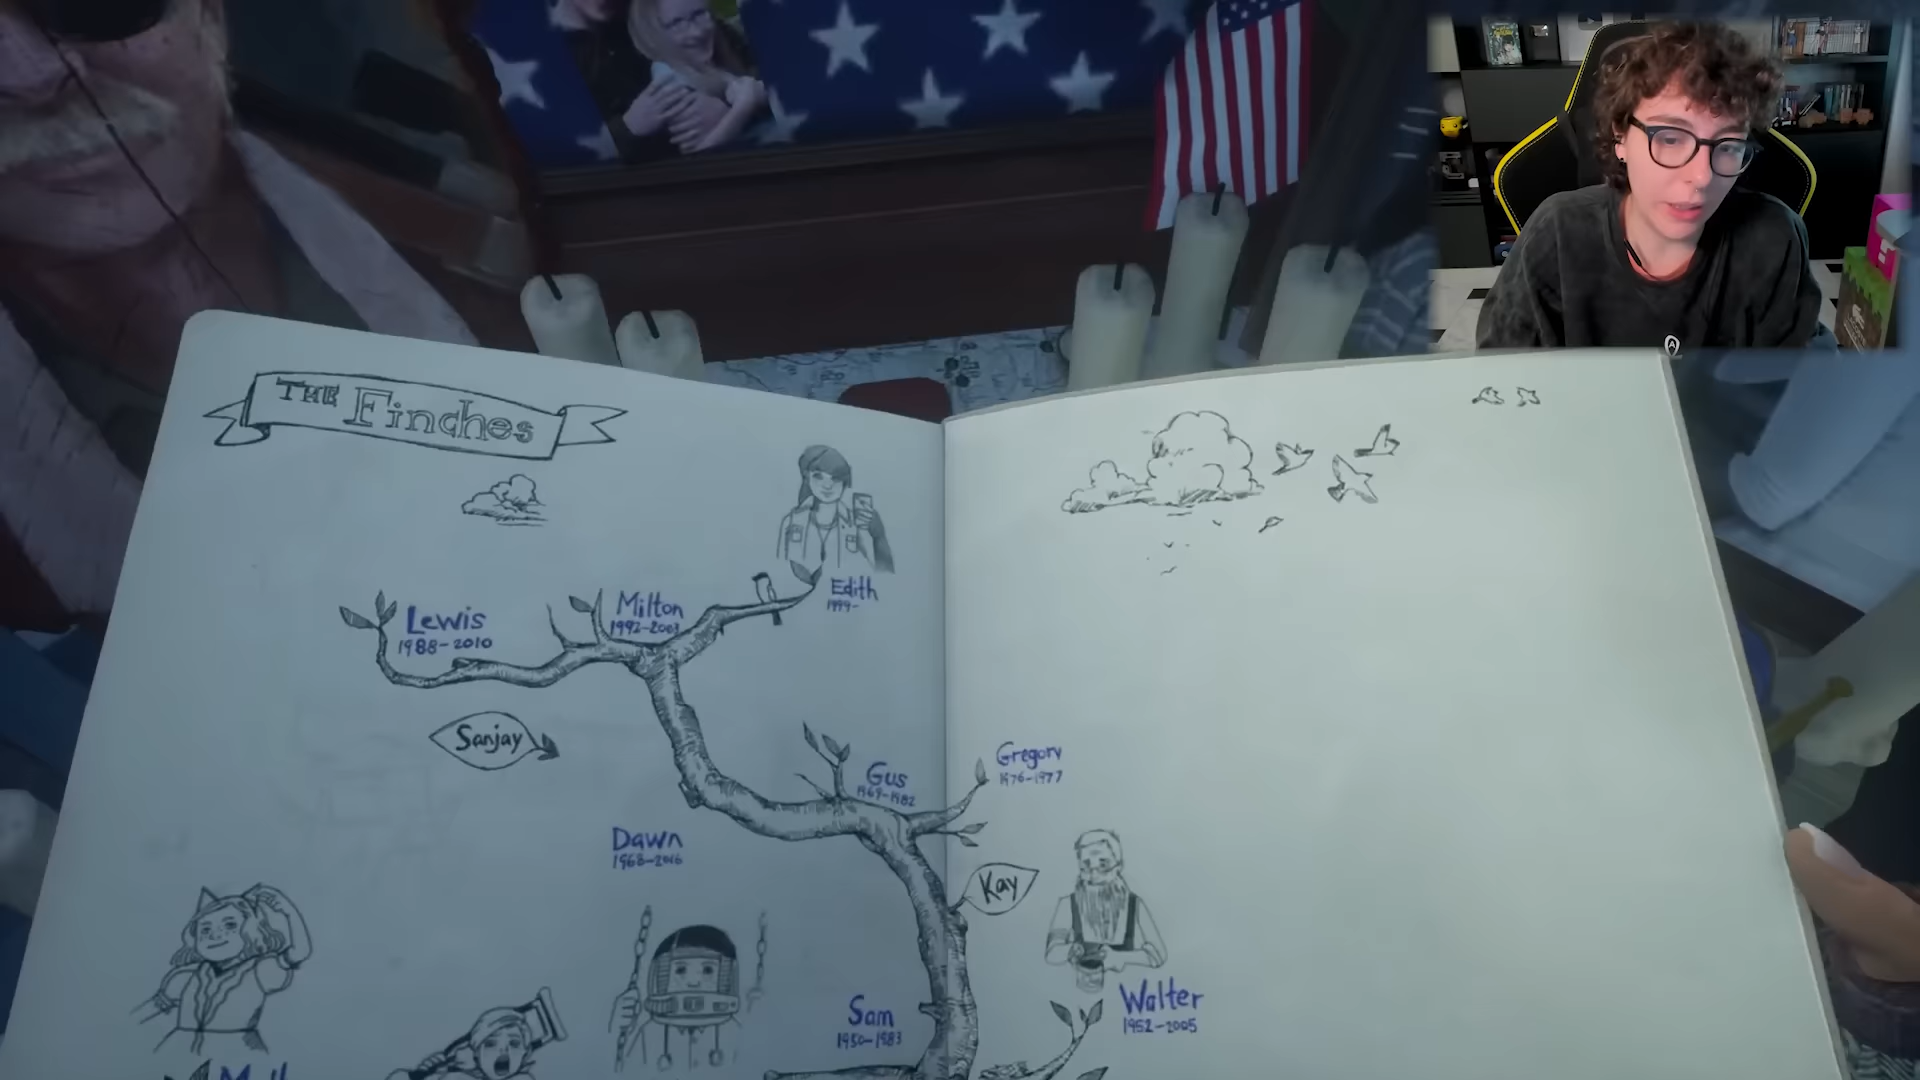 THE Finches
Edith
1999-
Lewis
1988-2010
Milton
1992-2003
Sanjay
Gus
1969-1982
Gregory
1976-1977
Dawn
1968-2016
Kay
Sam
1950-1983
Walter
1952-2005